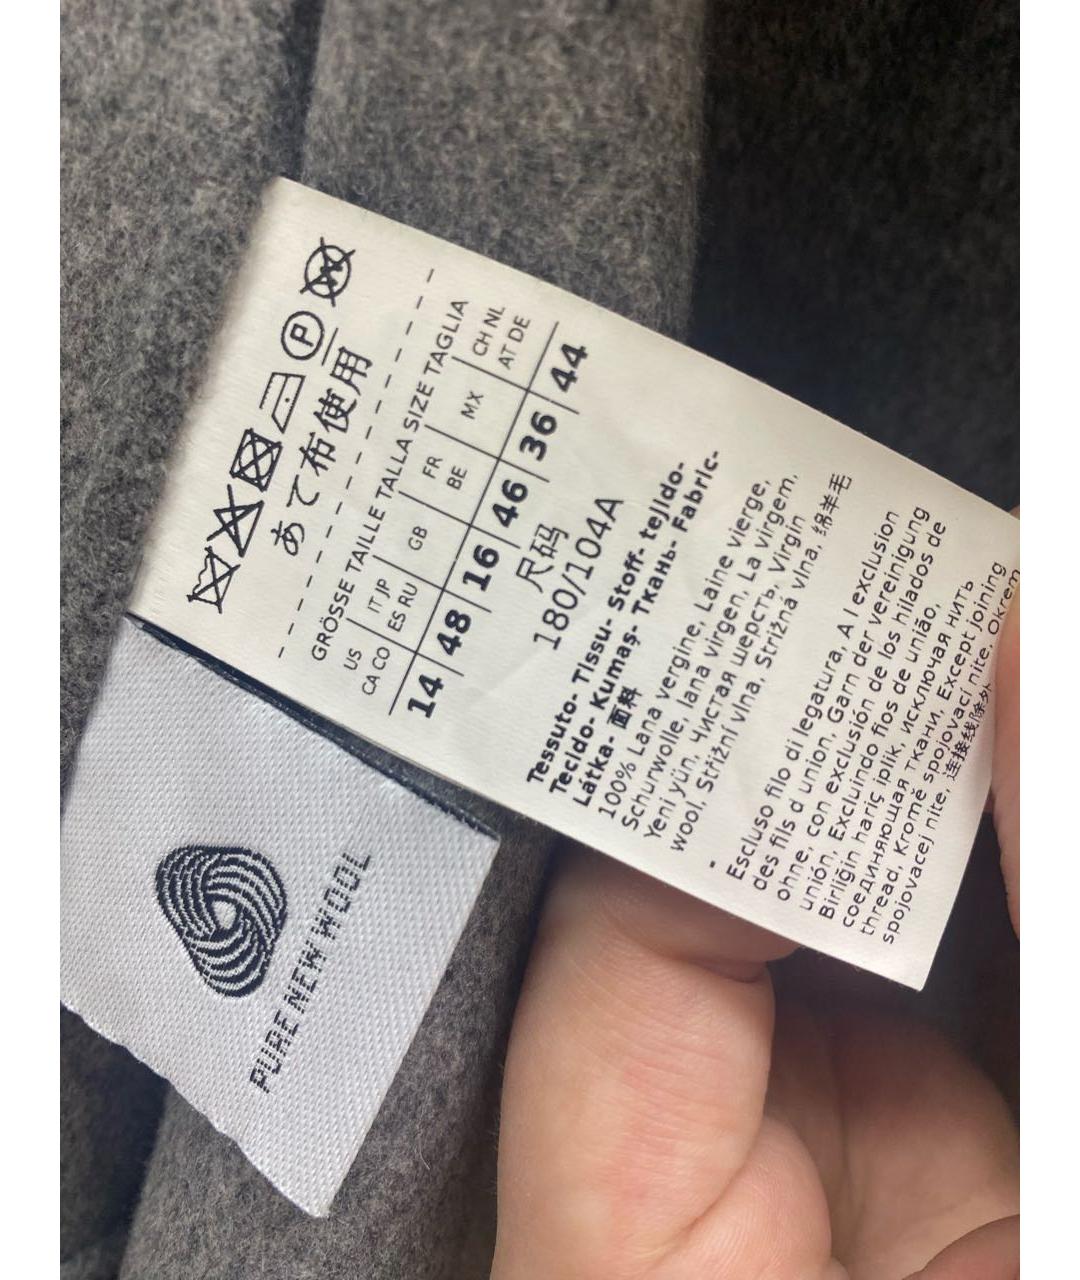 あて布使用
GRÖSSE TAILLE TALLA SIZE TAGLIA
US
CA CO
IT JP
ES RU
GB
FR
BE
MX
CH NL
AT DE
14 48 16 46 36 44
尺码
180/104A
Tessuto- Tissu- Stoff- tejido-
Tecido- Kumaş- Ткань- Fabric-
Látka- 面料
100% Lana vergine, Laine vierge,
Schurwolle, lana virgen, La virgem,
Yeni yün, чистая шерсть, Virgin
wool, Střižní vlna, Strižná vlna, 绵羊毛
Escluso filo di legatura, A l exclusion
des fils d union, Garn der vereinigung
ohne, con exclusión de los hilados de
unión, Excluindo fios de união,
Birliğin hariç iplik, исключая нить
соединяющая ткани, Except joining
thread, Kromě spojovací nite, Okrem
spojovacej nite, 连接线除外
PURE NEW WOOL
P
W